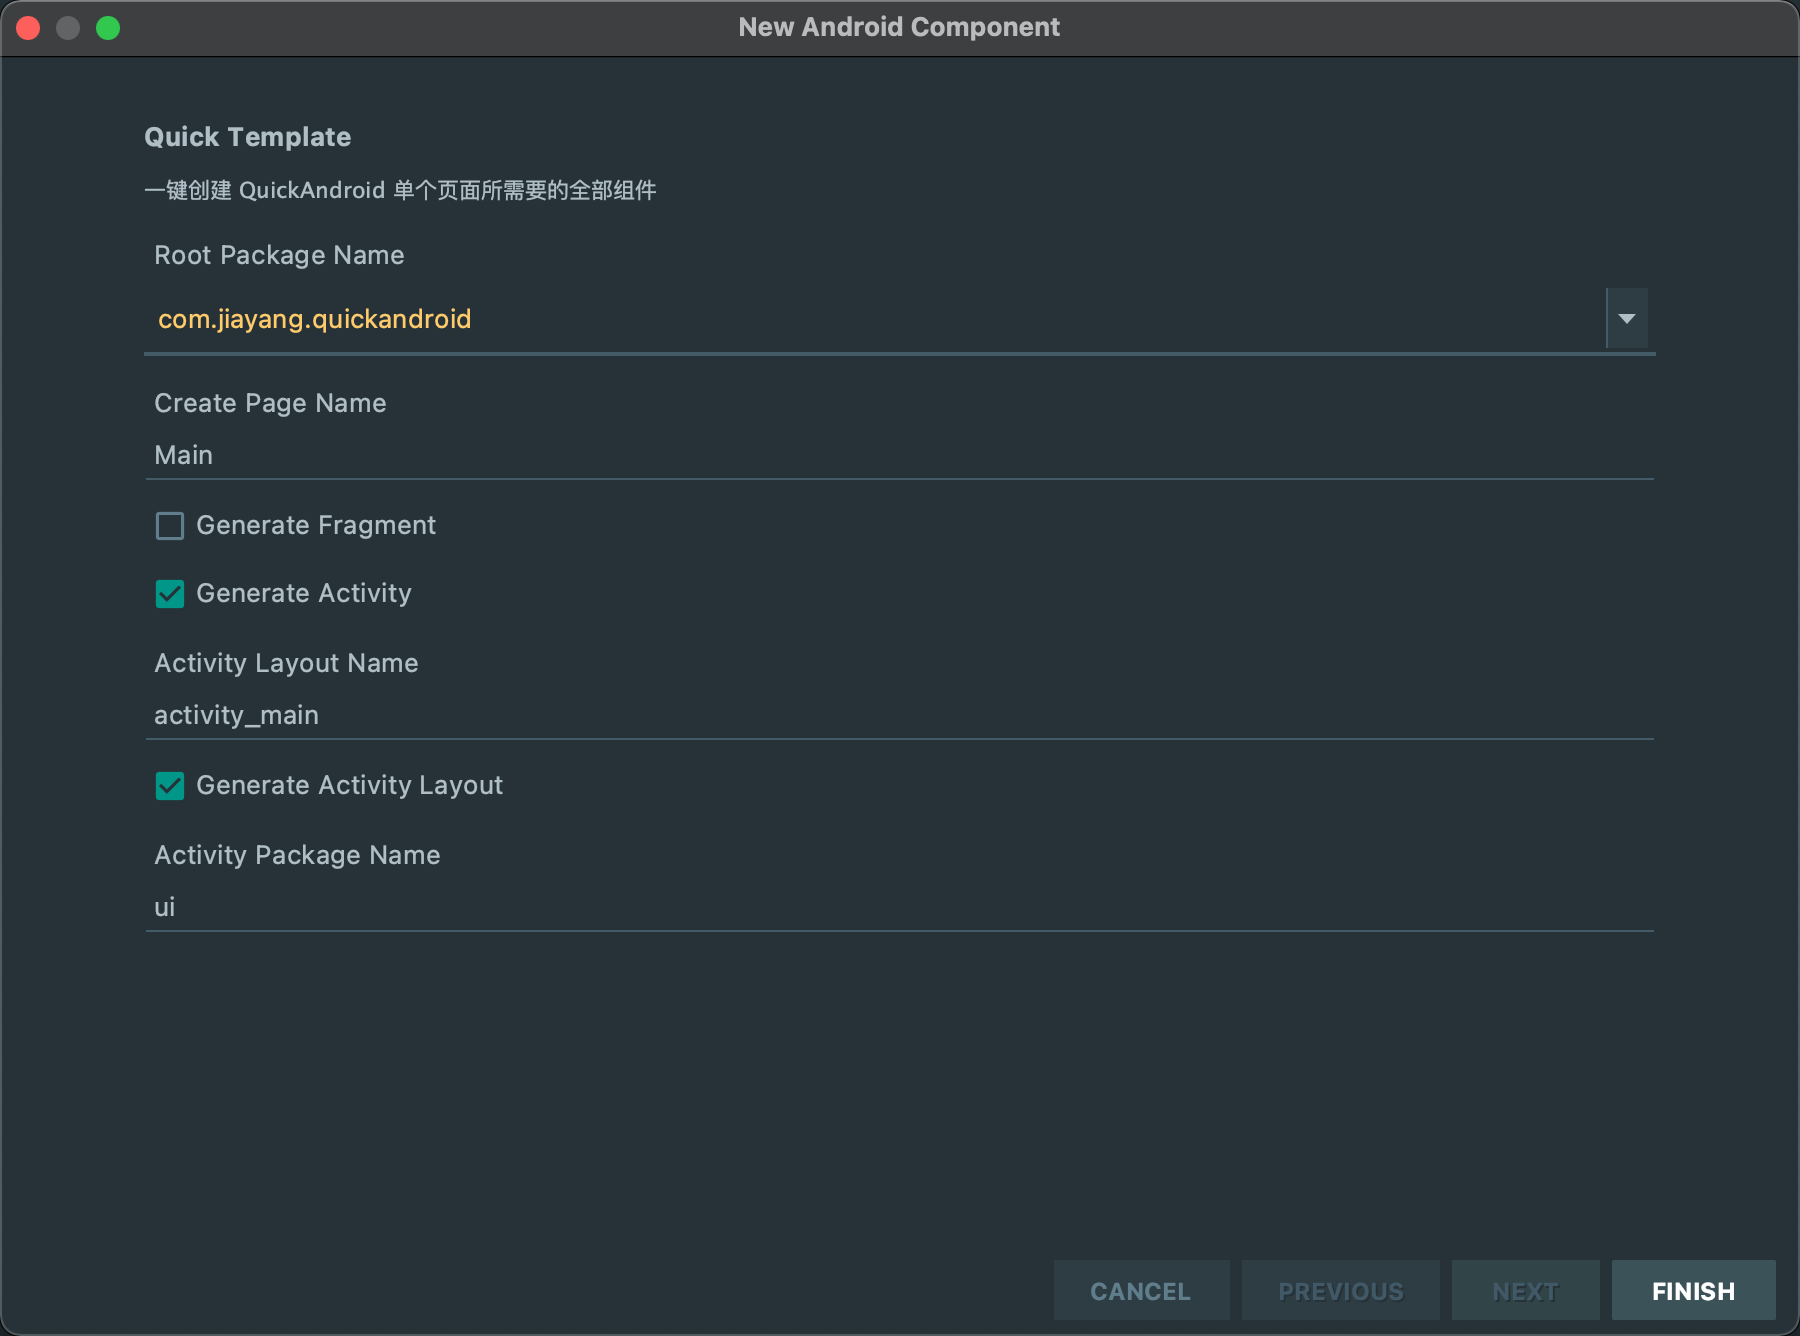 New Android Component
Quick Template
一键创建 QuickAndroid 单个页面所需要的全部组件
Root Package Name
com.jiayang.quickandroid
Create Page Name
Main
Generate Fragment
Generate Activity
Activity Layout Name
activity_main
Generate Activity Layout
Activity Package Name
ui
CANCEL
PREVIOUS
NEXT
FINISH